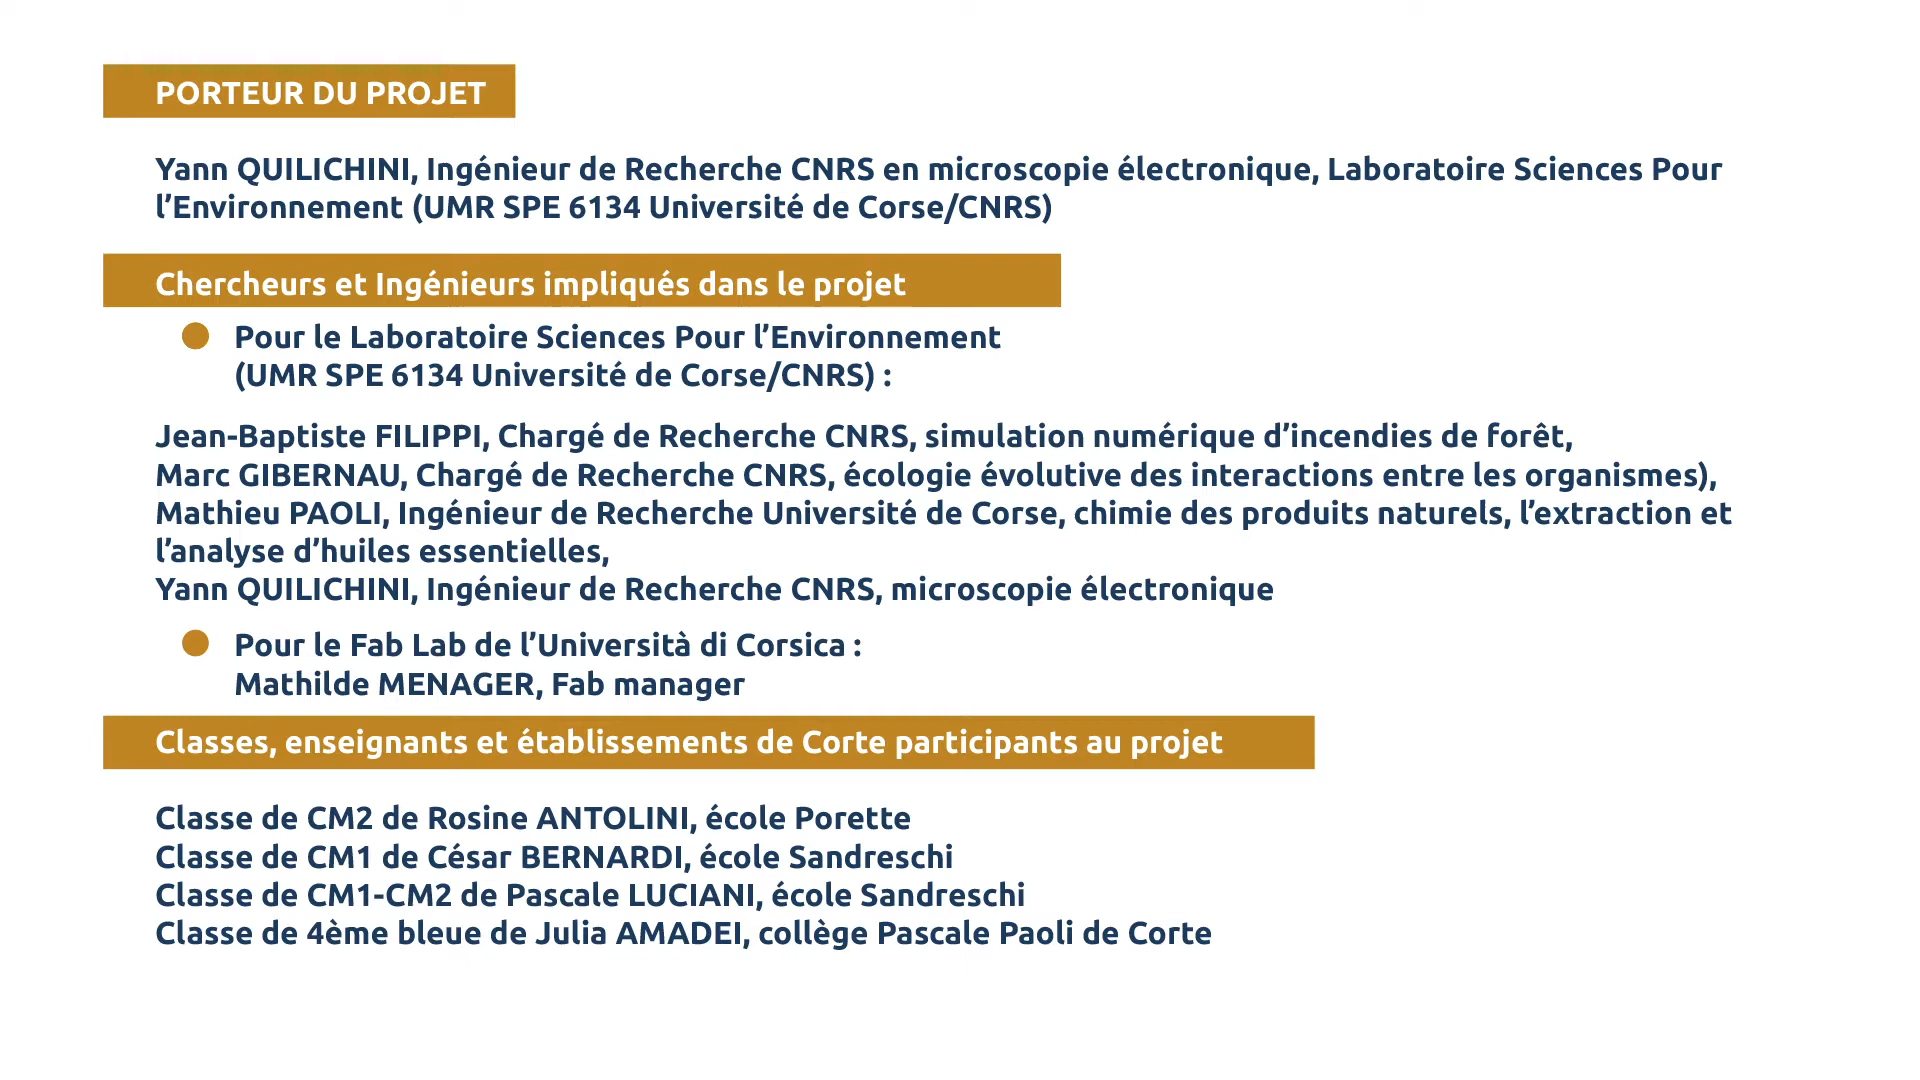 PORTEUR DU PROJET
Yann QUILICHINI, Ingénieur de Recherche CNRS en microscopie électronique, Laboratoire Sciences Pour
l’Environnement (UMR SPE 6134 Université de Corse/CNRS)
Chercheurs et Ingénieurs impliqués dans le projet
Pour le Laboratoire Sciences Pour l’Environnement
(UMR SPE 6134 Université de Corse/CNRS) :
Jean-Baptiste FILIPPI, Chargé de Recherche CNRS, simulation numérique d’incendies de forêt,
Marc GIBERNAU, Chargé de Recherche CNRS, écologie évolutive des interactions entre les organismes),
Mathieu PAOLI, Ingénieur de Recherche Université de Corse, chimie des produits naturels, l’extraction et
l’analyse d’huiles essentielles,
Yann QUILICHINI, Ingénieur de Recherche CNRS, microscopie électronique
Pour le Fab Lab de l’Università di Corsica :
Mathilde MENAGER, Fab manager
Classes, enseignants et établissements de Corte participants au projet
Classe de CM2 de Rosine ANTOLINI, école Porette
Classe de CM1 de César BERNARDI, école Sandreschi
Classe de CM1-CM2 de Pascale LUCIANI, école Sandreschi
Classe de 4ème bleue de Julia AMADEI, collège Pascale Paoli de Corte